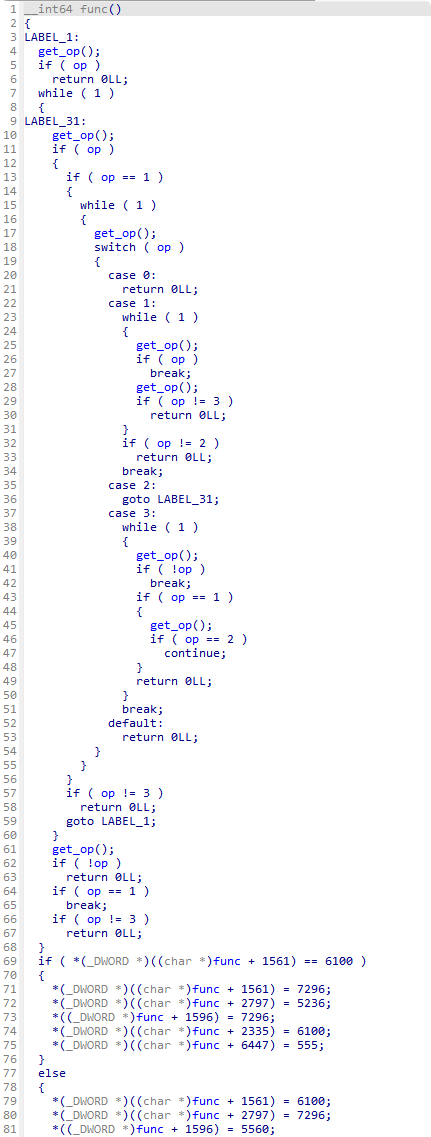 1 __int64 func()
2 {
3 LABEL_1:
4   get_op();
5   if ( op )
6     return 0LL;
7   while ( 1 )
8   {
9 LABEL_31:
10     get_op();
11     if ( op )
12     {
13       if ( op == 1 )
14       {
15         while ( 1 )
16         {
17           get_op();
18           switch ( op )
19           {
20             case 0:
21               return 0LL;
22             case 1:
23               while ( 1 )
24               {
25                 get_op();
26                 if ( op )
27                   break;
28                 get_op();
29                 if ( op != 3 )
30                   return 0LL;
31               }
32               if ( op != 2 )
33                 return 0LL;
34               break;
35             case 2:
36               goto LABEL_31;
37             case 3:
38               while ( 1 )
39               {
40                 get_op();
41                 if ( !op )
42                   break;
43                 if ( op == 1 )
44                 {
45                   get_op();
46                   if ( op == 2 )
47                     continue;
48                 }
49                 return 0LL;
50               }
51               break;
52             default:
53               return 0LL;
54           }
55         }
56       }
57       if ( op != 3 )
58         return 0LL;
59       goto LABEL_1;
60     }
61     get_op();
62     if ( !op )
63       return 0LL;
64     if ( op == 1 )
65       break;
66     if ( op != 3 )
67       return 0LL;
68   }
69   if ( *(_DWORD *)((char *)func + 1561) == 6100 )
70   {
71     *(_DWORD *)((char *)func + 1561) = 7296;
72     *(_DWORD *)((char *)func + 2797) = 5236;
73     *((_DWORD *)func + 1596) = 7296;
74     *(_DWORD *)((char *)func + 2335) = 6100;
75     *(_DWORD *)((char *)func + 6447) = 555;
76   }
77   else
78   {
79     *(_DWORD *)((char *)func + 1561) = 6100;
80     *(_DWORD *)((char *)func + 2797) = 7296;
81     *((_DWORD *)func + 1596) = 5560;